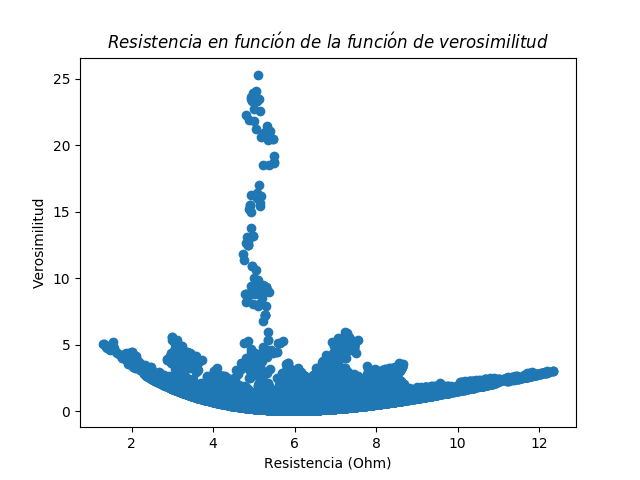 Resistencia en función de la función de verosimilitud
25
20
15
10
5
0
Verosimilitud
2 4 6 8 10 12
Resistencia (Ohm)